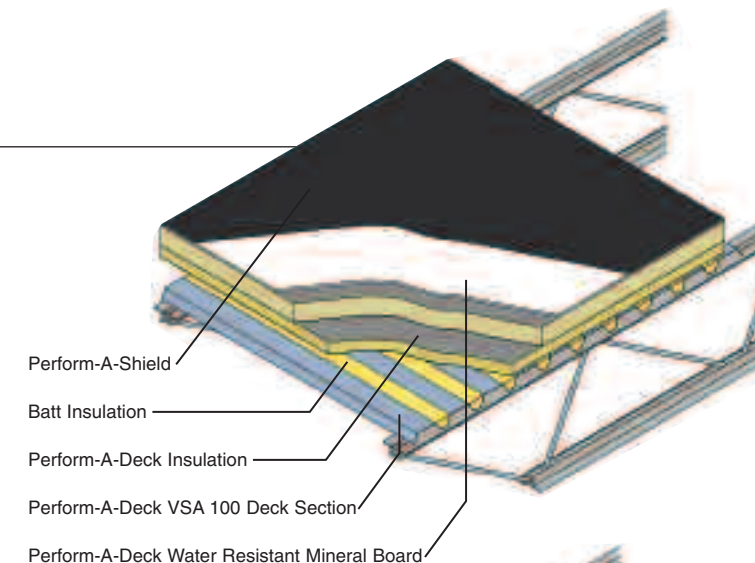 Perform-A-Shield
Batt Insulation
Perform-A-Deck Insulation
Perform-A-Deck VSA 100 Deck Section
Perform-A-Deck Water Resistant Mineral Board